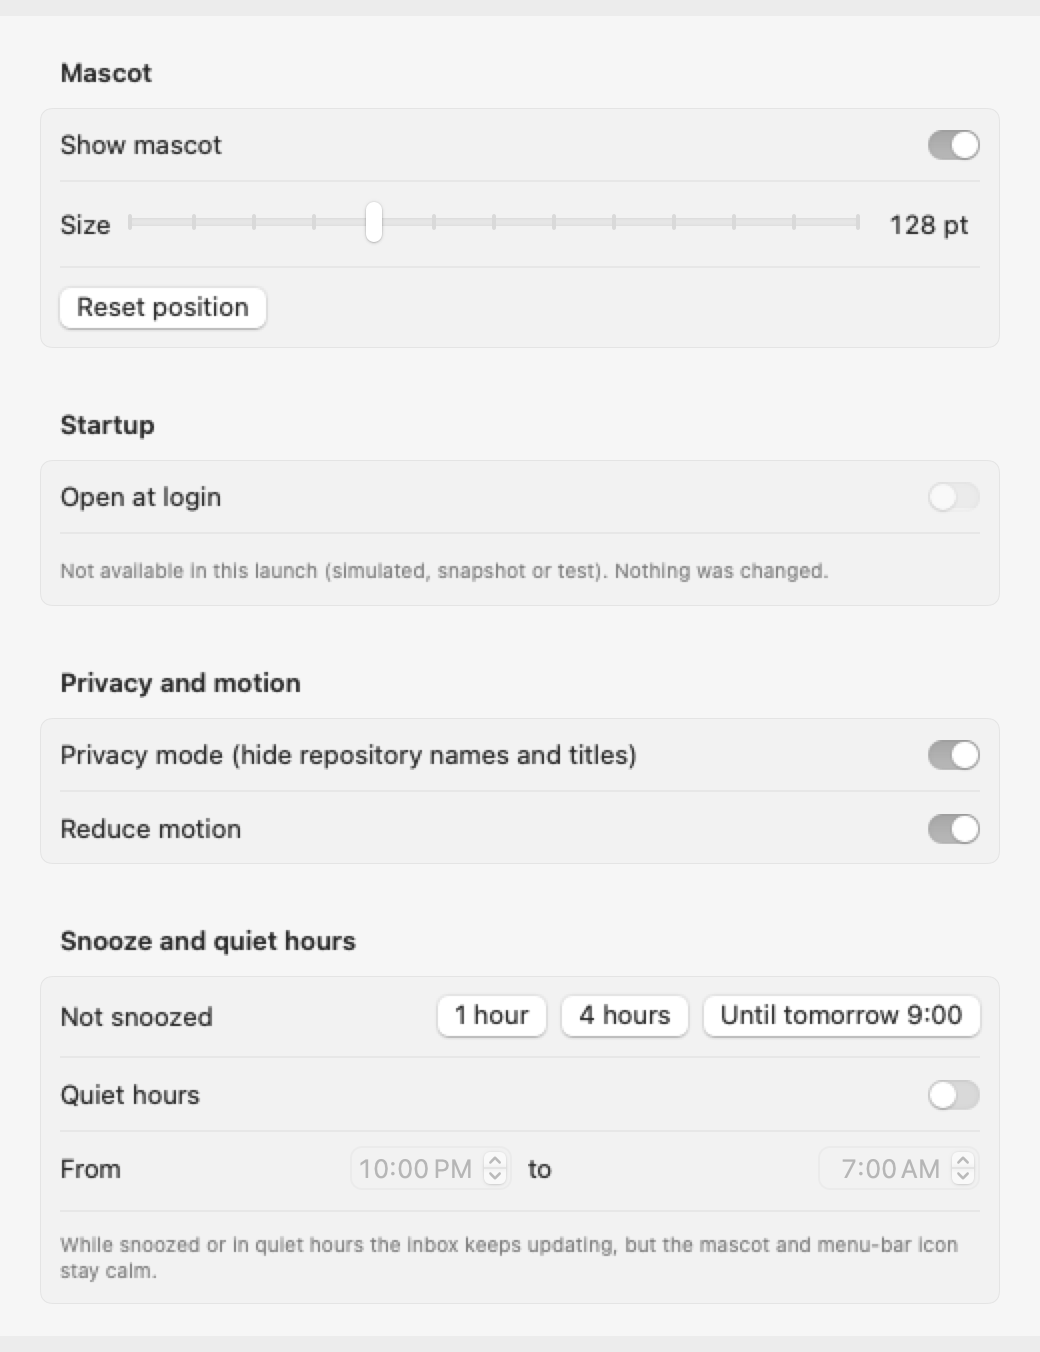 Mascot
Show mascot
Size 128 pt
Reset position
Startup
Open at login
Not available in this launch (simulated, snapshot or test). Nothing was changed.
Privacy and motion
Privacy mode (hide repository names and titles)
Reduce motion
Snooze and quiet hours
Not snoozed 1 hour 4 hours Until tomorrow 9:00
Quiet hours
From 10:00 PM to 7:00 AM
While snoozed or in quiet hours the inbox keeps updating, but the mascot and menu-bar icon
stay calm.